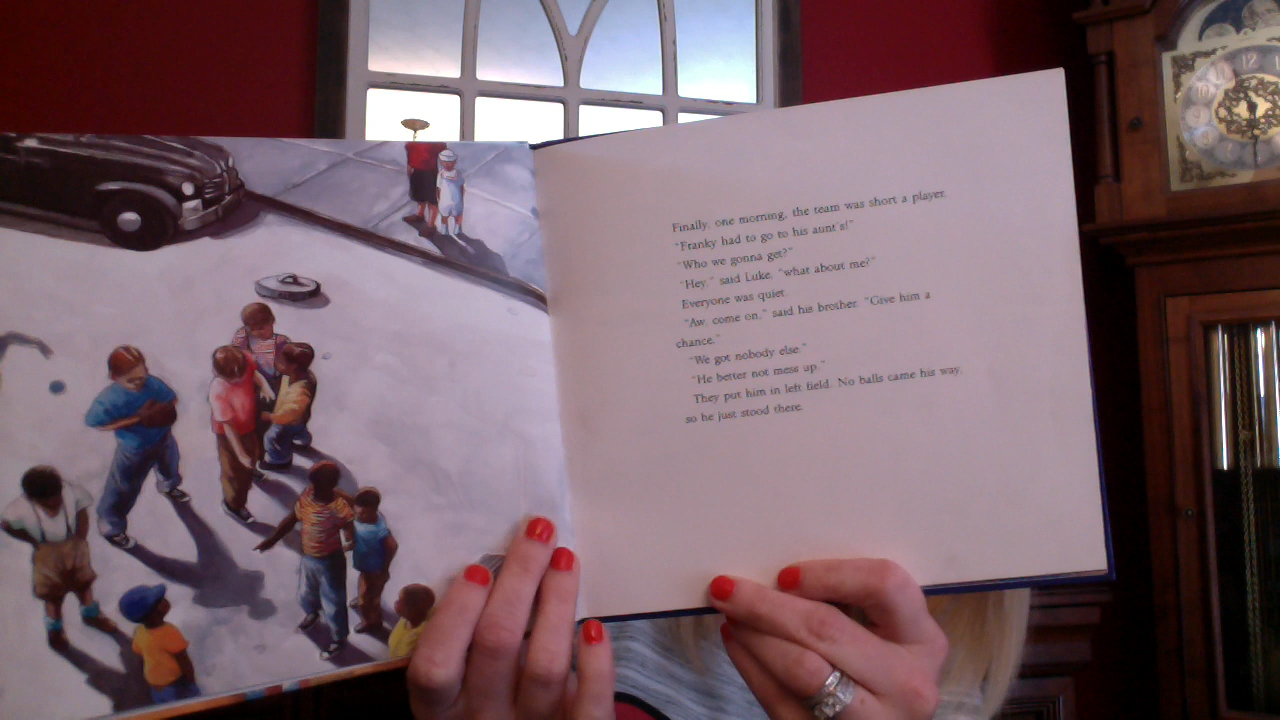 Finally, one morning, the team was short a player.
"Franky had to go to his aunt's!"
"Who we gonna get?"
"Hey," said Luke, "what about me?"
Everyone was quiet.
"Aw, come on," said his brother. "Give him a
chance."
"We got nobody else."
"He better not mess up."
They put him in left field. No balls came his way,
so he just stood there.